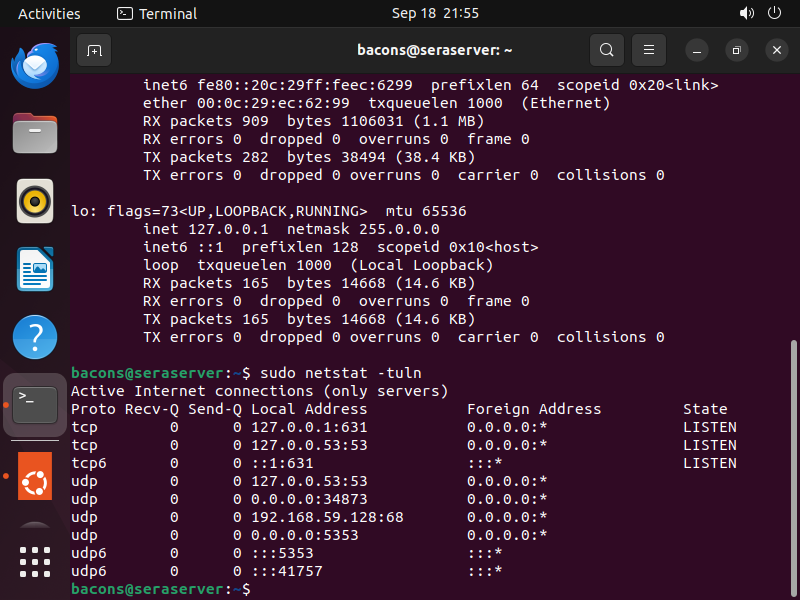 Activities Terminal Sep 18 21:55
bacons@seraserver: ~
        inet6 fe80::20c:29ff:feec:6299  prefixlen 64  scopeid 0x20<link>
        ether 00:0c:29:ec:62:99  txqueuelen 1000  (Ethernet)
        RX packets 909  bytes 1106031 (1.1 MB)
        RX errors 0  dropped 0  overruns 0  frame 0
        TX packets 282  bytes 38494 (38.4 KB)
        TX errors 0  dropped 0 overruns 0  carrier 0  collisions 0

lo: flags=73<UP,LOOPBACK,RUNNING>  mtu 65536
        inet 127.0.0.1  netmask 255.0.0.0
        inet6 ::1  prefixlen 128  scopeid 0x10<host>
        loop  txqueuelen 1000  (Local Loopback)
        RX packets 165  bytes 14668 (14.6 KB)
        RX errors 0  dropped 0  overruns 0  frame 0
        TX packets 165  bytes 14668 (14.6 KB)
        TX errors 0  dropped 0 overruns 0  carrier 0  collisions 0

bacons@seraserver:~$ sudo netstat -tuln
Active Internet connections (only servers)
Proto Recv-Q Send-Q Local Address           Foreign Address         State
tcp        0      0 127.0.0.1:631           0.0.0.0:*               LISTEN
tcp        0      0 127.0.0.53:53           0.0.0.0:*               LISTEN
tcp6       0      0 ::1:631                 :::*                    LISTEN
udp        0      0 127.0.0.53:53           0.0.0.0:*
udp        0      0 0.0.0.0:34873           0.0.0.0:*
udp        0      0 192.168.59.128:68       0.0.0.0:*
udp        0      0 0.0.0.0:5353            0.0.0.0:*
udp6       0      0 :::5353                 :::*
udp6       0      0 :::41757                :::*
bacons@seraserver:~$